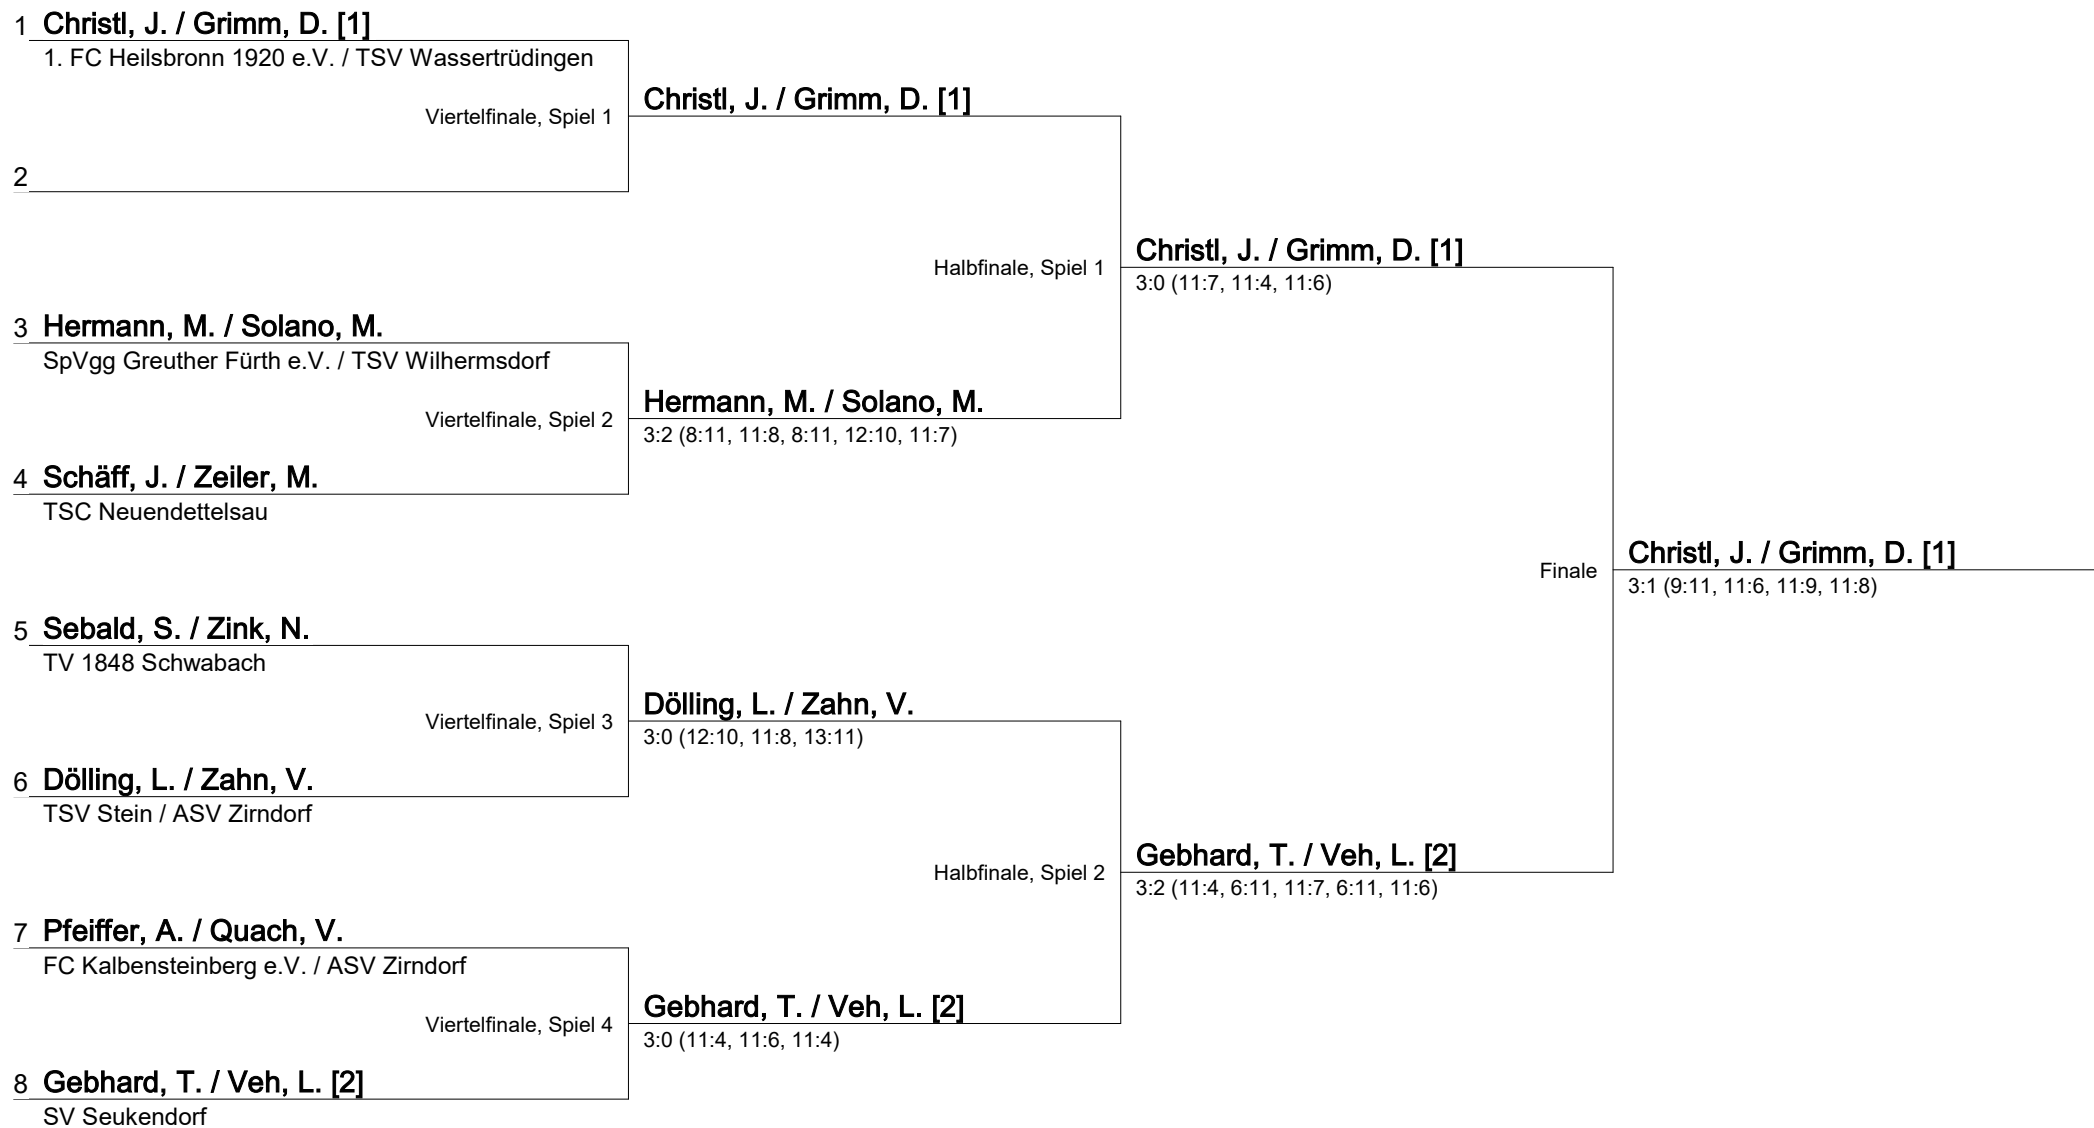 1 Christl, J. / Grimm, D. [1]
1. FC Heilsbronn 1920 e.V. / TSV Wassertrüdingen
Viertelfinale, Spiel 1
2
3 Hermann, M. / Solano, M.
SpVgg Greuther Fürth e.V. / TSV Wilhermsdorf
Viertelfinale, Spiel 2
4 Schäff, J. / Zeiler, M.
TSC Neuendettelsau
5 Sebald, S. / Zink, N.
TV 1848 Schwabach
Viertelfinale, Spiel 3
6 Dölling, L. / Zahn, V.
TSV Stein / ASV Zirndorf
7 Pfeiffer, A. / Quach, V.
FC Kalbensteinberg e.V. / ASV Zirndorf
Viertelfinale, Spiel 4
8 Gebhard, T. / Veh, L. [2]
SV Seukendorf
Christl, J. / Grimm, D. [1]
Halbfinale, Spiel 1
Hermann, M. / Solano, M.
3:2 (8:11, 11:8, 8:11, 12:10, 11:7)
Dölling, L. / Zahn, V.
3:0 (12:10, 11:8, 13:11)
Halbfinale, Spiel 2
Gebhard, T. / Veh, L. [2]
3:0 (11:4, 11:6, 11:4)
Christl, J. / Grimm, D. [1]
3:0 (11:7, 11:4, 11:6)
Finale
Gebhard, T. / Veh, L. [2]
3:2 (11:4, 6:11, 11:7, 6:11, 11:6)
Christl, J. / Grimm, D. [1]
3:1 (9:11, 11:6, 11:9, 11:8)